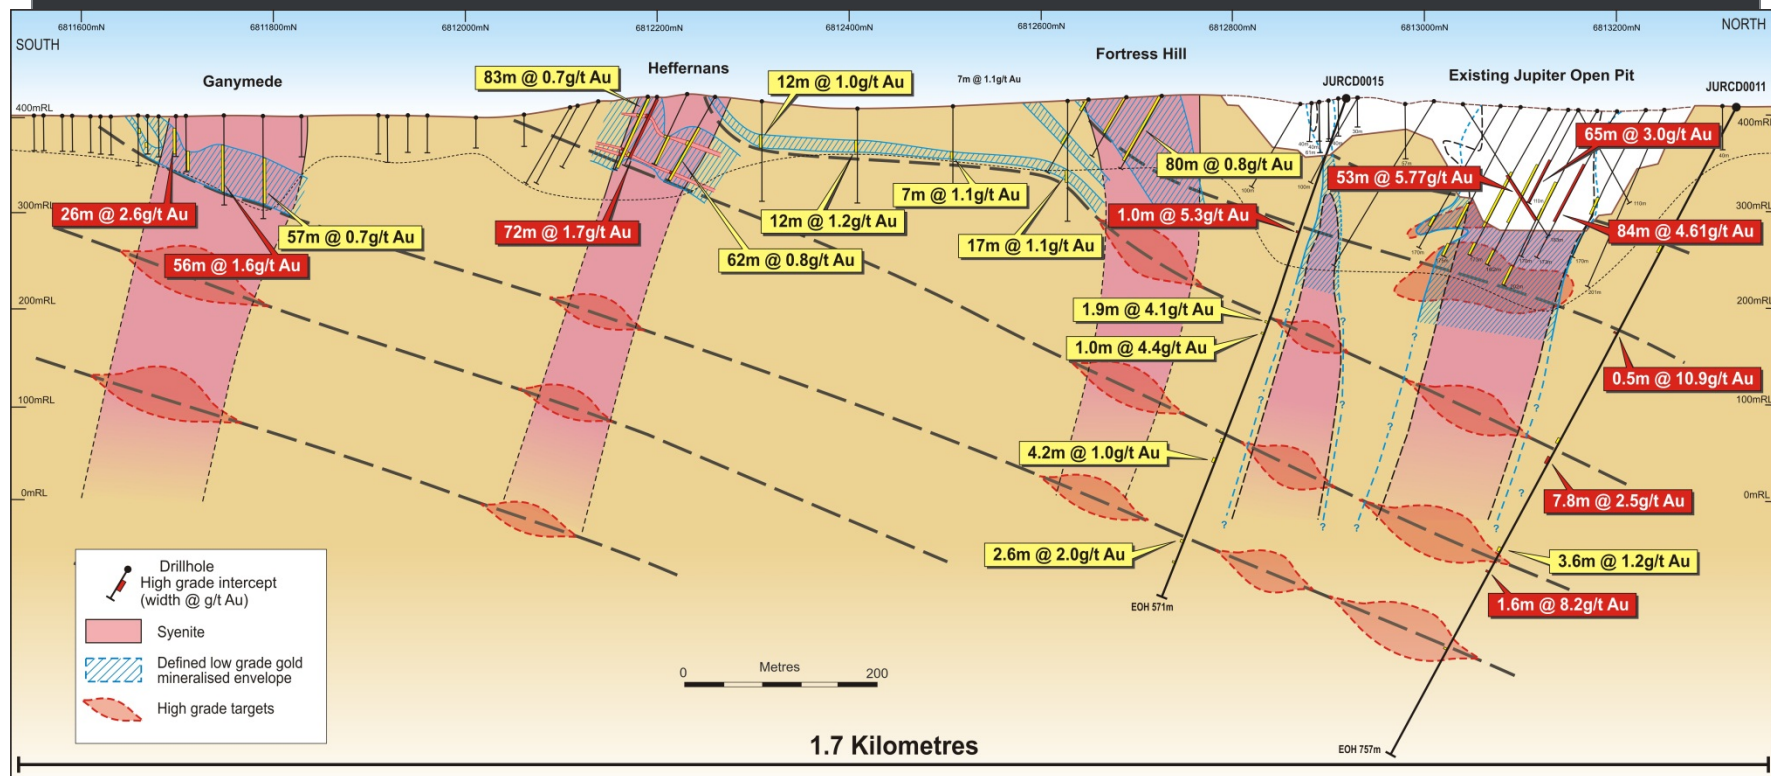 6811600mN
6811800mN
6812000mN
6812200mN
6812400mN
6812600mN
6812800mN
6813000mN
6813200mN
SOUTH
NORTH
Ganymede
Heffernans
Fortress Hill
Existing Jupiter Open Pit
JURCD0015
JURCD0011
83m @ 0.7g/t Au
12m @ 1.0g/t Au
7m @ 1.1g/t Au
400mRL
400mRL
65m @ 3.0g/t Au
80m @ 0.8g/t Au
53m @ 5.77g/t Au
7m @ 1.1g/t Au
26m @ 2.6g/t Au
300mRL
300mRL
12m @ 1.2g/t Au
1.0m @ 5.3g/t Au
72m @ 1.7g/t Au
84m @ 4.61g/t Au
57m @ 0.7g/t Au
17m @ 1.1g/t Au
62m @ 0.8g/t Au
56m @ 1.6g/t Au
200mRL
200mRL
1.9m @ 4.1g/t Au
1.0m @ 4.4g/t Au
0.5m @ 10.9g/t Au
100mRL
100mRL
4.2m @ 1.0g/t Au
0mRL
0mRL
7.8m @ 2.5g/t Au
2.6m @ 2.0g/t Au
3.6m @ 1.2g/t Au
1.6m @ 8.2g/t Au
EOH 571m
EOH 757m
Drillhole
High grade intercept
(width @ g/t Au)
Syenite
Defined low grade gold
mineralised envelope
High grade targets
Metres
0
200
1.7 Kilometres